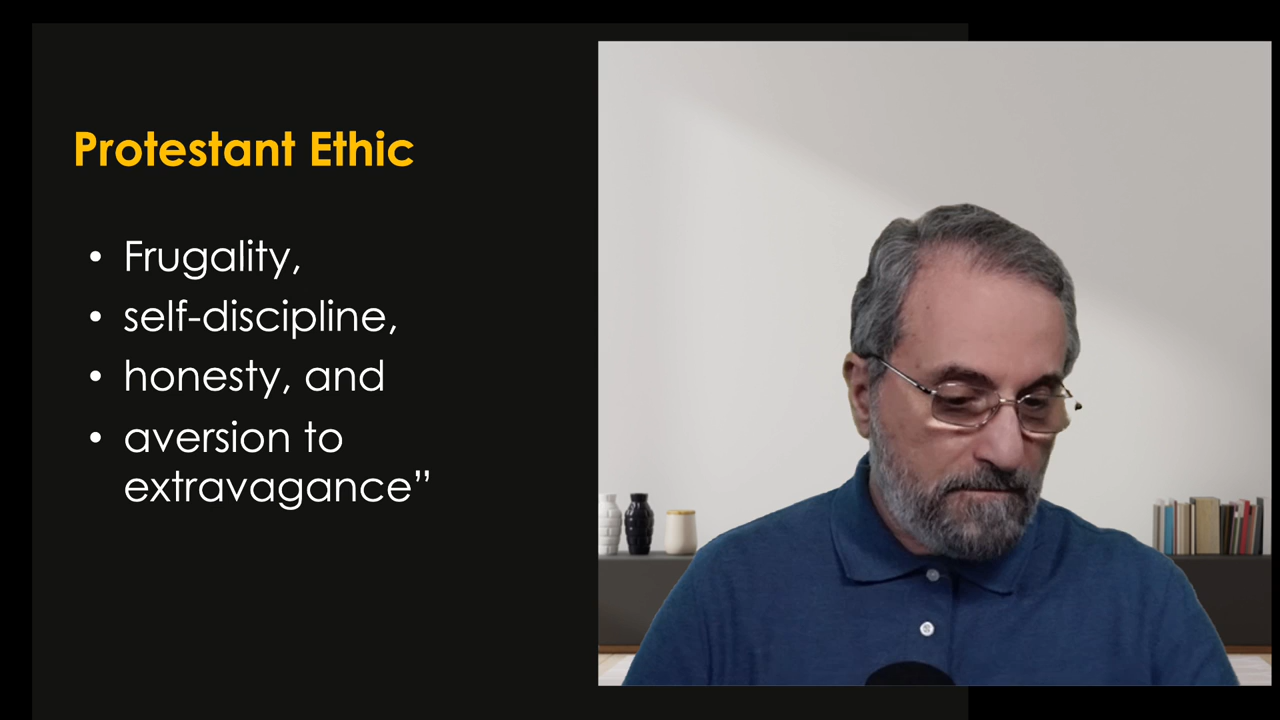 Protestant Ethic
• Frugality,
• self-discipline,
• honesty, and
• aversion to
extravagance”